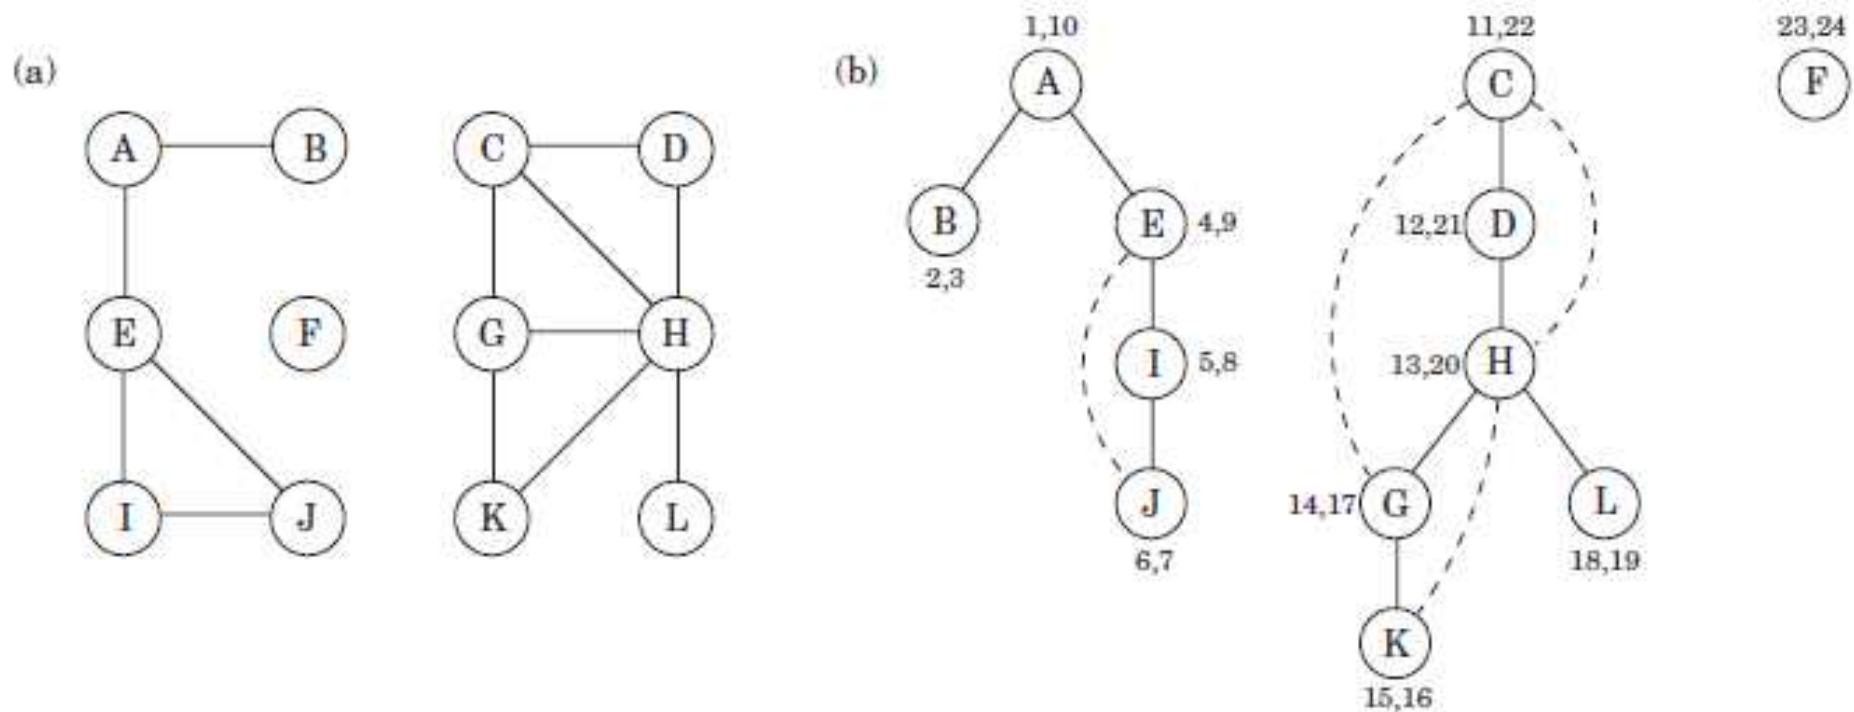 (a)
A B C D
E F G H
I J K L
(b)
1,10 11,22 23,24
A C F
B E 4,9 12,21 D
2,3
I 5,8 13,20 H
J 14,17 G L
6,7 18,19
K
15,16